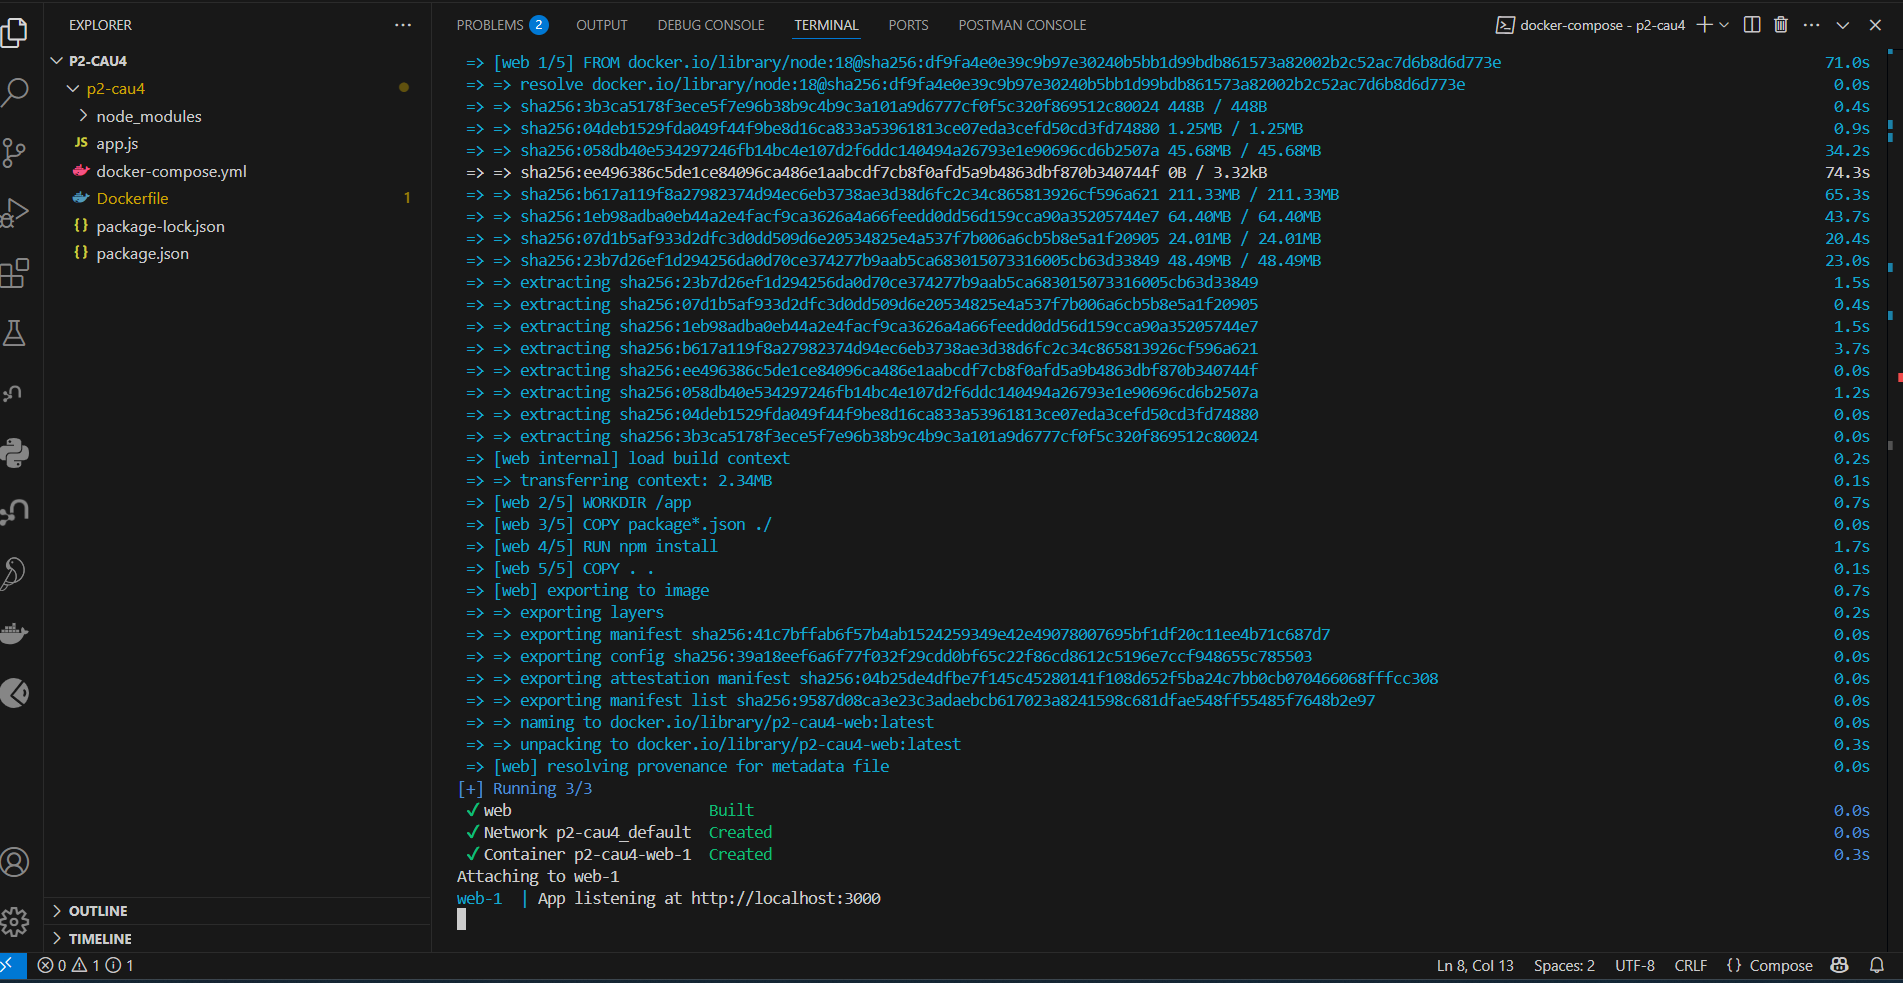 EXPLORER
P2-CAU4
p2-cau4
node_modules
JS app.js
docker-compose.yml
Dockerfile 1
{} package-lock.json
{} package.json
OUTLINE
TIMELINE
PROBLEMS 2 OUTPUT DEBUG CONSOLE TERMINAL PORTS POSTMAN CONSOLE docker-compose - p2-cau4
=> [web 1/5] FROM docker.io/library/node:18@sha256:df9fa4e0e39c9b97e30240b5bb1d99bdb861573a82002b2c52ac7d6b8d6d773e 71.0s
=> => resolve docker.io/library/node:18@sha256:df9fa4e0e39c9b97e30240b5bb1d99bdb861573a82002b2c52ac7d6b8d6d773e 0.0s
=> => sha256:3b3ca5178f3ece5f7e96b38b9c4b9c3a101a9d6777cf0f5c320f869512c80024 448B / 448B 0.4s
=> => sha256:04deb1529fda049f44f9be8d16ca833a53961813ce07eda3cefd50cd3fd74880 1.25MB / 1.25MB 0.9s
=> => sha256:058db40e534297246fb14bc4e107d2f6ddc140494a26793e1e90696cd6b2507a 45.68MB / 45.68MB 34.2s
=> => sha256:ee496386c5de1ce84096ca486e1aabcdf7cb8f0afd5a9b4863dbf870b340744f 0B / 3.32kB 74.3s
=> => sha256:b617a119f8a27982374d94ec6eb3738ae3d38d6fc2c34c865813926cf596a621 211.33MB / 211.33MB 65.3s
=> => sha256:1eb98adba0eb44a2e4facf9ca3626a4a66feedd0dd56d159cca90a35205744e7 64.40MB / 64.40MB 43.7s
=> => sha256:07d1b5af933d2dfc3d0dd509d6e20534825e4a537f7b006a6cb5b8e5a1f20905 24.01MB / 24.01MB 20.4s
=> => sha256:23b7d26ef1d294256da0d70ce374277b9aab5ca683015073316005cb63d33849 48.49MB / 48.49MB 23.0s
=> => extracting sha256:23b7d26ef1d294256da0d70ce374277b9aab5ca683015073316005cb63d33849 1.5s
=> => extracting sha256:07d1b5af933d2dfc3d0dd509d6e20534825e4a537f7b006a6cb5b8e5a1f20905 0.4s
=> => extracting sha256:1eb98adba0eb44a2e4facf9ca3626a4a66feedd0dd56d159cca90a35205744e7 1.5s
=> => extracting sha256:b617a119f8a27982374d94ec6eb3738ae3d38d6fc2c34c865813926cf596a621 3.7s
=> => extracting sha256:ee496386c5de1ce84096ca486e1aabcdf7cb8f0afd5a9b4863dbf870b340744f 0.0s
=> => extracting sha256:058db40e534297246fb14bc4e107d2f6ddc140494a26793e1e90696cd6b2507a 1.2s
=> => extracting sha256:04deb1529fda049f44f9be8d16ca833a53961813ce07eda3cefd50cd3fd74880 0.0s
=> => extracting sha256:3b3ca5178f3ece5f7e96b38b9c4b9c3a101a9d6777cf0f5c320f869512c80024 0.0s
=> [web internal] load build context 0.2s
=> => transferring context: 2.34MB 0.1s
=> [web 2/5] WORKDIR /app 0.7s
=> [web 3/5] COPY package*.json ./ 0.0s
=> [web 4/5] RUN npm install 1.7s
=> [web 5/5] COPY . . 0.1s
=> [web] exporting to image 0.7s
=> => exporting layers 0.2s
=> => exporting manifest sha256:41c7bffab6f57b4ab1524259349e42e49078007695bf1df20c11ee4b71c687d7 0.0s
=> => exporting config sha256:39a18eef6a6f77f032f29cdd0bf65c22f86cd8612c5196e7ccf948655c785503 0.0s
=> => exporting attestation manifest sha256:04b25de4dfbe7f145c45280141f108d652f5ba24c7bb0cb070466068fffcc308 0.0s
=> => exporting manifest list sha256:9587d08ca3e23c3adaebcb617023a8241598c681dfae548ff55485f7648b2e97 0.0s
=> => naming to docker.io/library/p2-cau4-web:latest 0.0s
=> => unpacking to docker.io/library/p2-cau4-web:latest 0.3s
=> [web] resolving provenance for metadata file 0.0s
[+] Running 3/3
✔ web Built 0.0s
✔ Network p2-cau4_default Created 0.0s
✔ Container p2-cau4-web-1 Created 0.3s
Attaching to web-1
web-1 | App listening at http://localhost:3000
0 1 1 Ln 8, Col 13 Spaces: 2 UTF-8 CRLF {} Compose